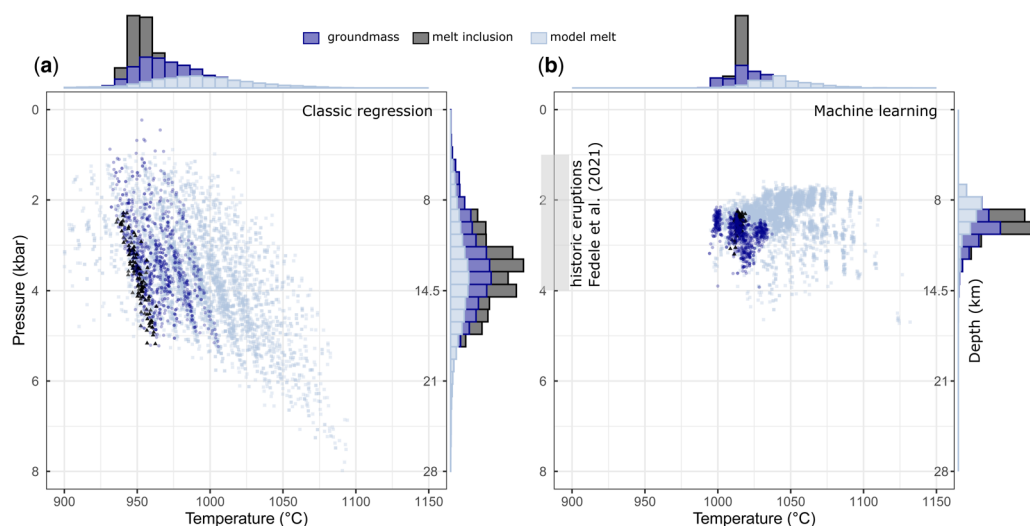 groundmass melt inclusion model melt
(a)
(b)
Classic regression
Machine learning
0
2
4
6
8
Pressure (kbar)
8
14.5
21
28
900 950 1000 1050 1100 1150
Temperature (°C)
historic eruptions
Fedele et al. (2021)
0
2
4
6
8
8
14.5
21
28
Depth (km)
900 950 1000 1050 1100 1150
Temperature (°C)